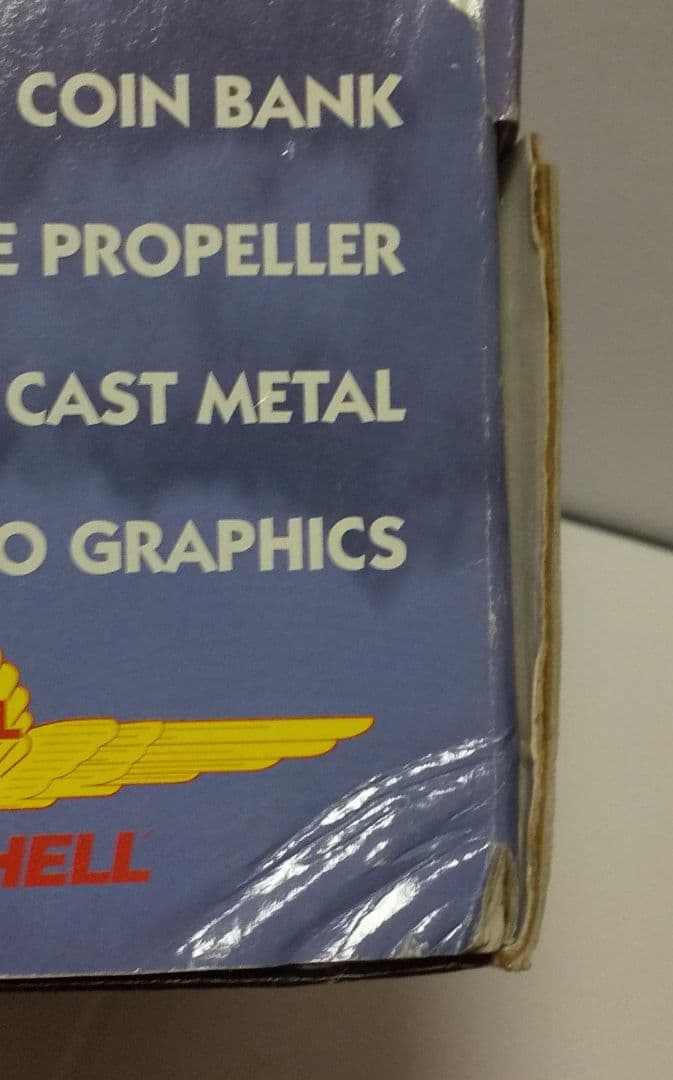 COIN BANK
E PROPELLER
CAST METAL
O GRAPHICS
L
HELL